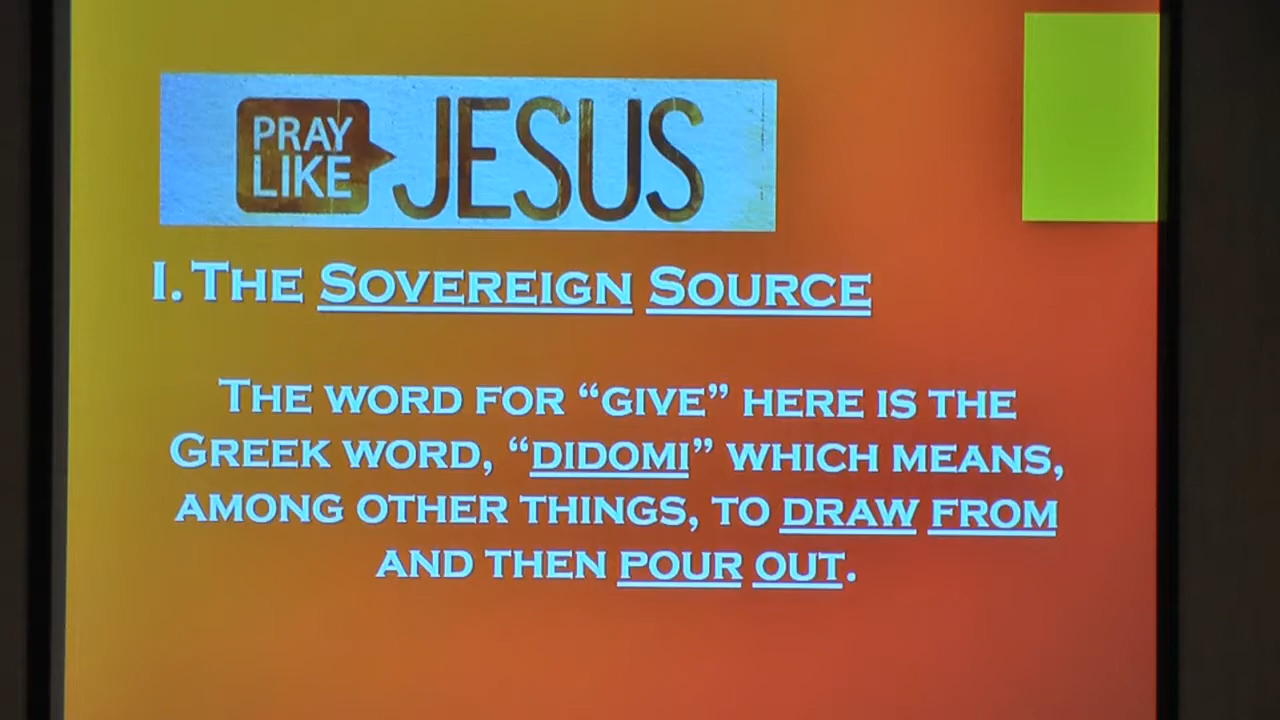 PRAY
LIKE
JESUS
I. THE SOVEREIGN SOURCE
THE WORD FOR “GIVE” HERE IS THE
GREEK WORD, “DIDOMI” WHICH MEANS,
AMONG OTHER THINGS, TO DRAW FROM
AND THEN POUR OUT.